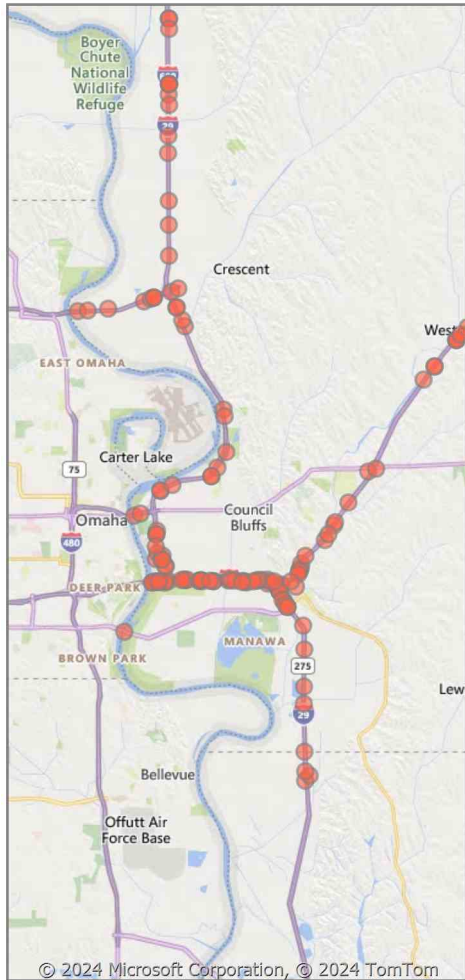 Boyer
Chute
National
Wildlife
Refuge
29
Crescent
West
EAST OMAHA
Carter Lake
75
Omaha
Council
Bluffs
480
DEER PARK
MANAWA
BROWN PARK
275
Lew
29
Bellevue
Offutt Air
Force Base
© 2024 Microsoft Corporation, © 2024 TomTom